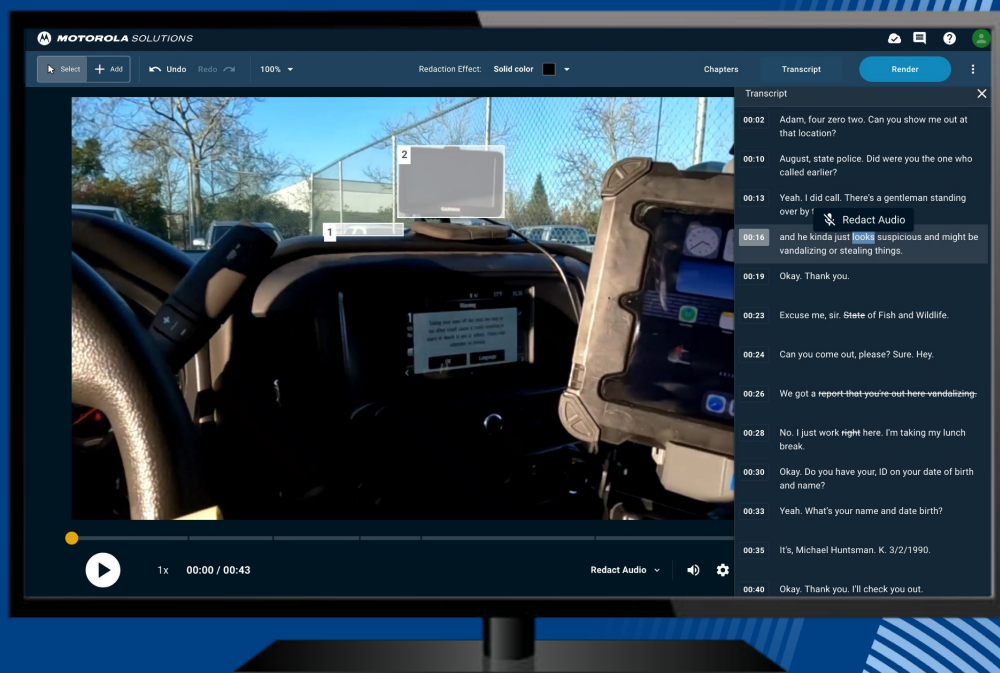 MOTOROLA SOLUTIONS
Select
Add
Undo
Redo
100%
Redaction Effect: Solid color
Chapters
Transcript
Render
Transcript
00:02 Adam, four zero two. Can you show me out at
that location?
00:10 August, state police. Did were you the one who
called earlier?
00:13 Yeah. I did call. There's a gentleman standing
over by
Redact Audio
00:16 and he kinda just looks suspicious and might be
vandalizing or stealing things.
00:19 Okay. Thank you.
00:23 Excuse me, sir. State of Fish and Wildlife.
00:24 Can you come out, please? Sure. Hey.
00:26 We got a report that you're out here vandalizing.
00:28 No. I just work right here. I'm taking my lunch
break.
00:30 Okay. Do you have your, ID on your date of birth
and name?
00:33 Yeah. What's your name and date birth?
00:35 It's, Michael Huntsman. K. 3/2/1990.
00:40 Okay. Thank you. I'll check you out.
2
GARMIN
1
Warning
OK
Language
1x
00:00 / 00:43
Redact Audio